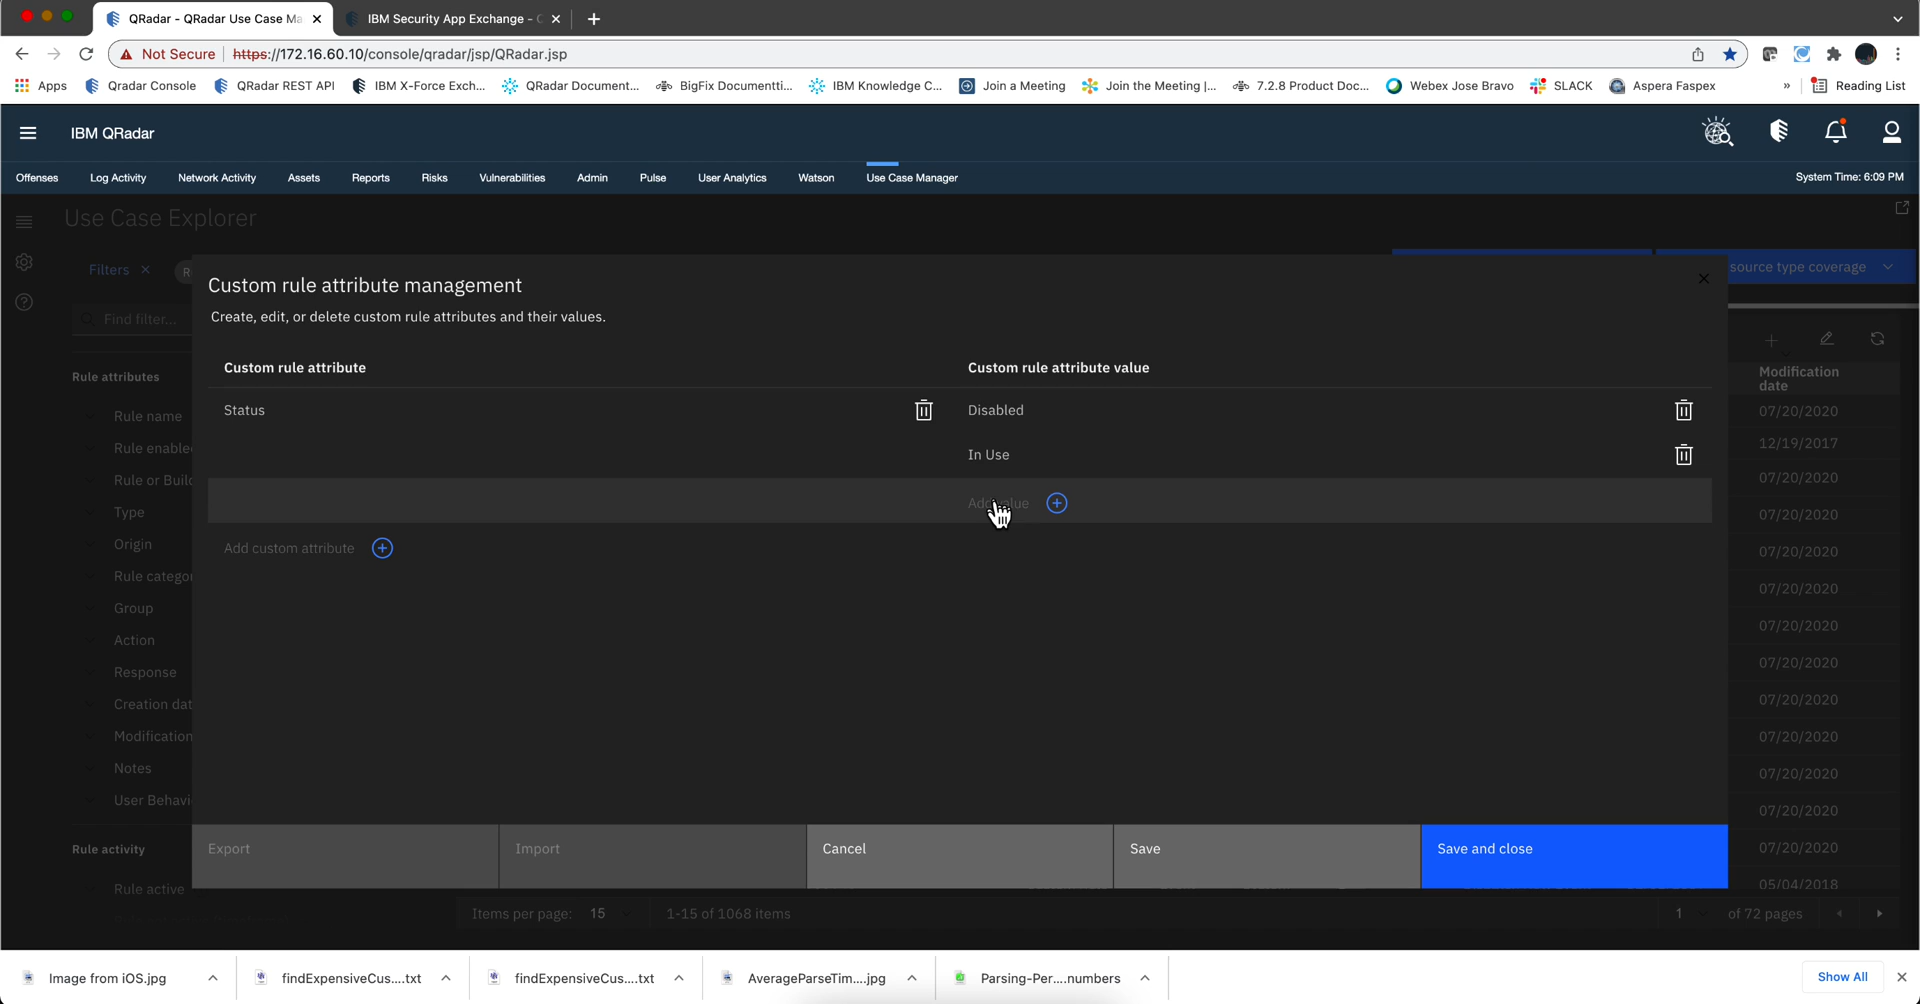 QRadar - QRadar Use Case Ma
IBM Security App Exchange -
Not Secure https://172.16.60.10/console/qradar/jsp/QRadar.jsp
Apps Qradar Console QRadar REST API IBM X-Force Exch... QRadar Document... BigFix Documentti... IBM Knowledge C... Join a Meeting Join the Meeting |... 7.2.8 Product Doc... Webex Jose Bravo SLACK Aspera Faspex » Reading List
IBM QRadar
Offenses Log Activity Network Activity Assets Reports Risks Vulnerabilities Admin Pulse User Analytics Watson Use Case Manager System Time: 6:09 PM
Use Case Explorer
Filters R source type coverage
Custom rule attribute management
Create, edit, or delete custom rule attributes and their values.
Find filter...
Custom rule attribute Custom rule attribute value
Rule attributes Modification
date
Status Disabled 07/20/2020
Rule name
Rule enable 12/19/2017
In Use
Rule or Buil 07/20/2020
Add value
Type 07/20/2020
Origin Add custom attribute 07/20/2020
Rule catego 07/20/2020
Group 07/20/2020
Action 07/20/2020
Response 07/20/2020
Creation dat 07/20/2020
Modification 07/20/2020
Notes 07/20/2020
User Behavi 07/20/2020
Rule activity Export Import Cancel Save Save and close 07/20/2020
Rule active 05/04/2018
Items per page: 15 1-15 of 1068 items 1 of 72 pages
Image from iOS.jpg findExpensiveCus....txt findExpensiveCus....txt AverageParseTim....jpg Parsing-Per....numbers Show All